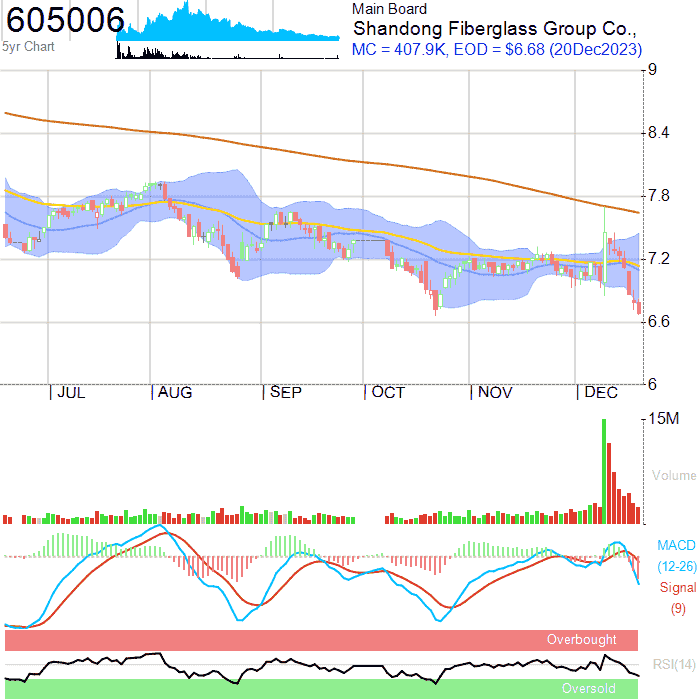 605006
5yr Chart
Main Board
Shandong Fiberglass Group Co.,
MC = 407.9K, EOD = $6.68 (20Dec2023)
9
8.4
7.8
7.2
6.6
6
JUL AUG SEP OCT NOV DEC
15M
Volume
MACD
(12-26)
Signal
(9)
Overbought
RSI(14)
Oversold